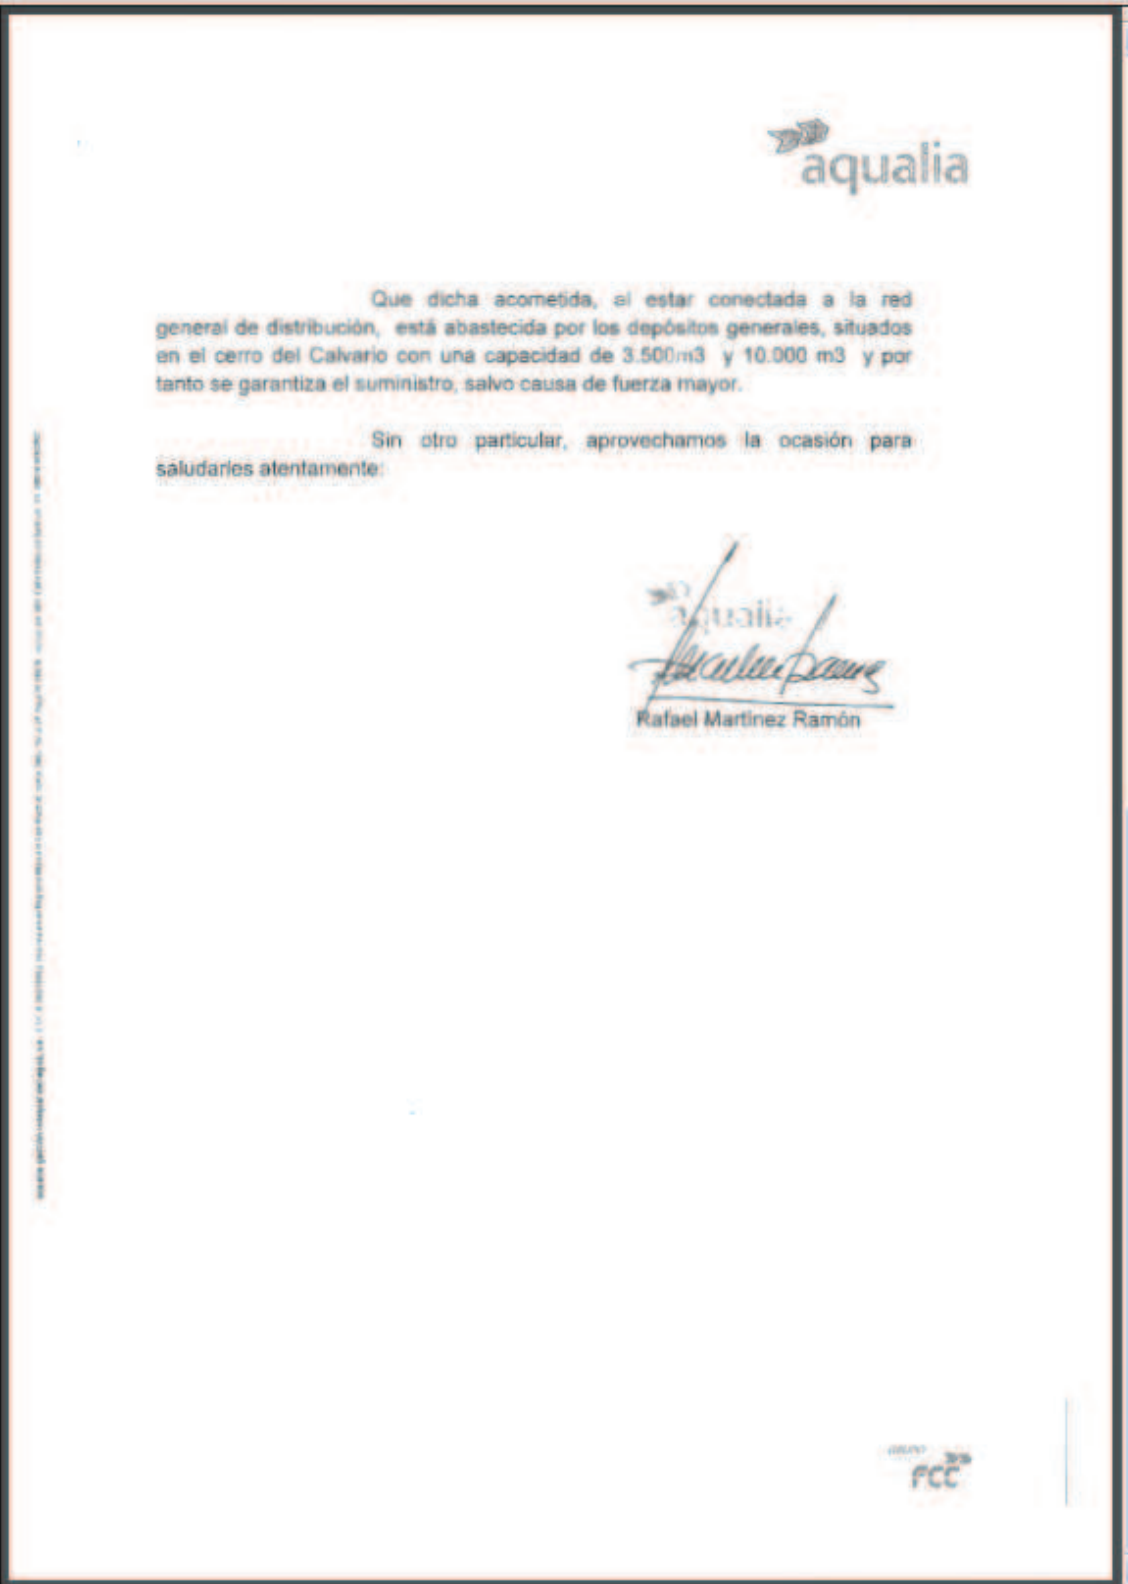 aqualia
Que dicha acometida, al estar conectada a la red
general de distribución, está abastecida por los depósitos generales, situados
en el cerro del Calvario con una capacidad de 3.500m3 y 10.000 m3 y por
tanto se garantiza el suministro, salvo causa de fuerza mayor.
Sin otro particular, aprovechamos la ocasión para
saludarles atentamente:
aqualia
Rafael Martinez Ramón
GRUPO
FCC